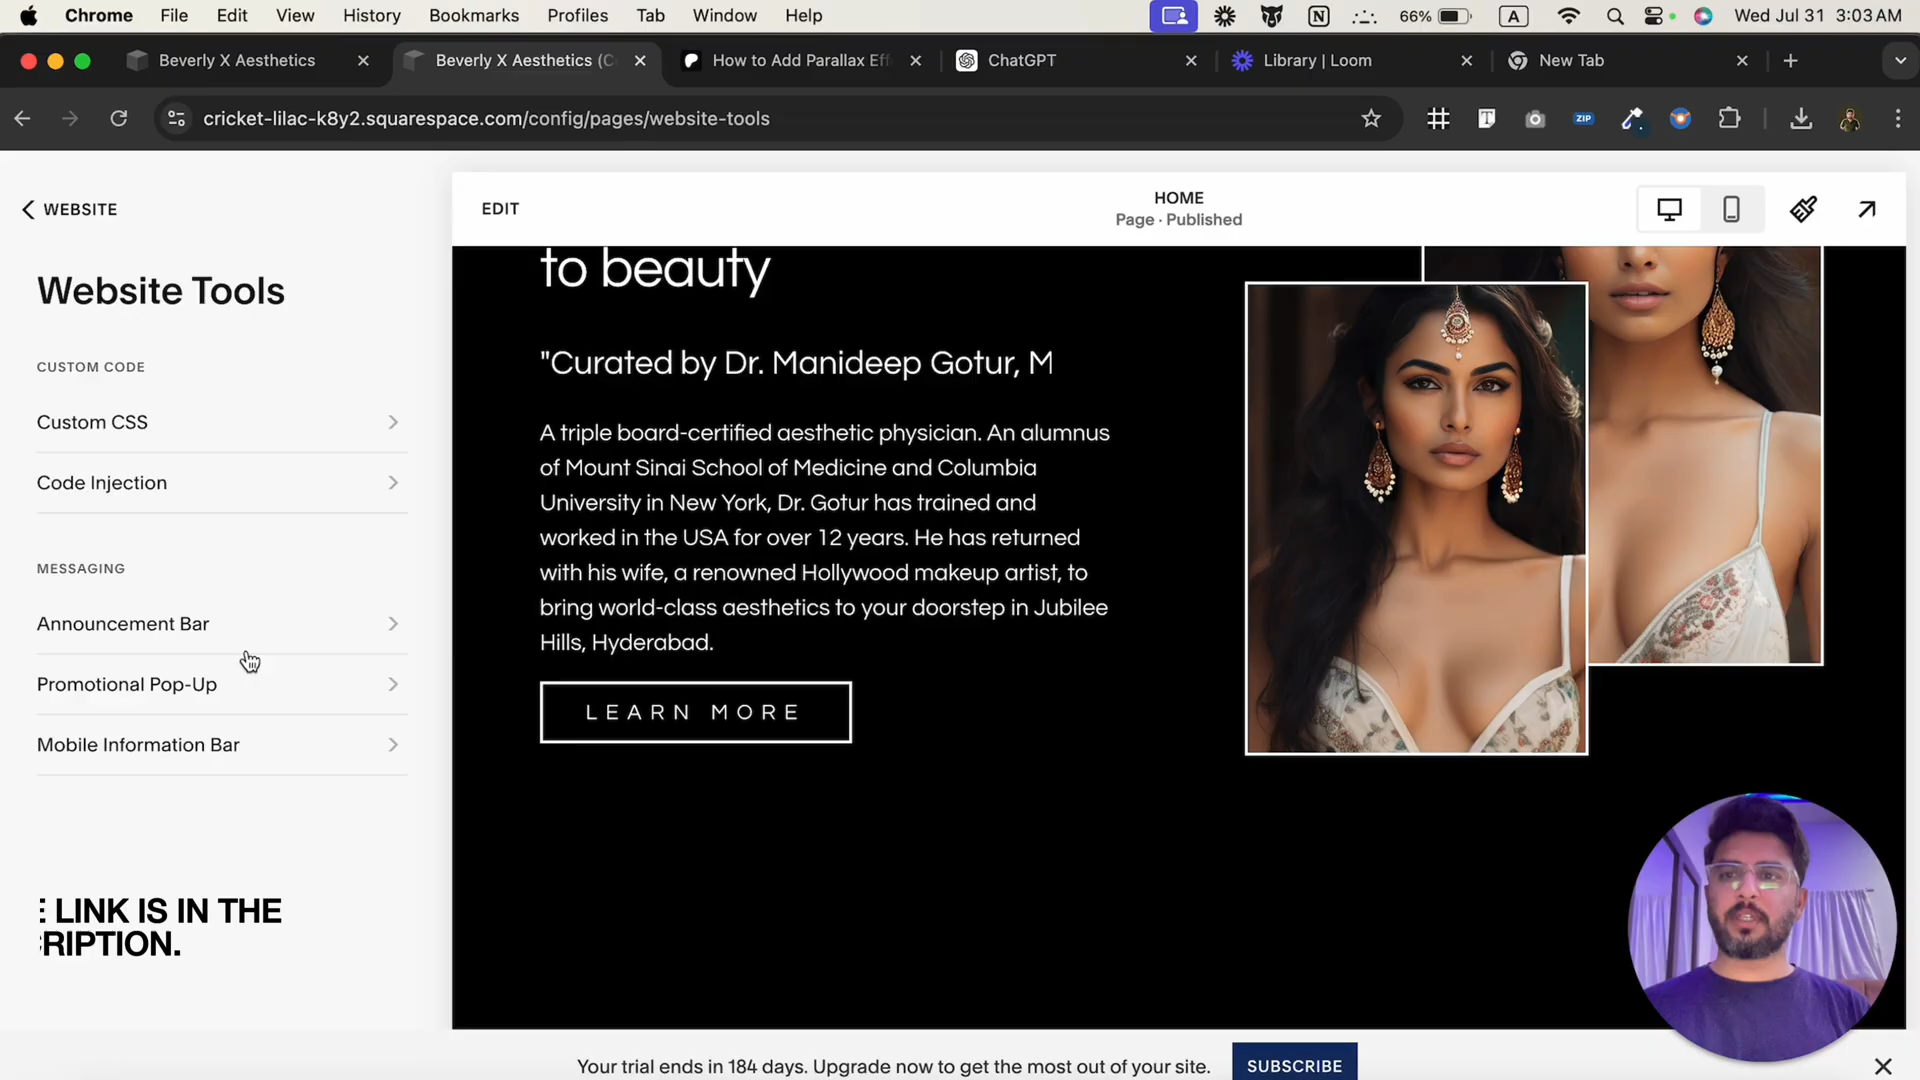 Chrome File Edit View History Bookmarks Profiles Tab Window Help 66% A Wed Jul 31 3:03 AM
Beverly X Aesthetics Beverly X Aesthetics (C How to Add Parallax Eff ChatGPT Library | Loom New Tab
cricket-lilac-k8y2.squarespace.com/config/pages/website-tools ZIP
WEBSITE
Website Tools
CUSTOM CODE
Custom CSS
Code Injection
MESSAGING
Announcement Bar
Promotional Pop-Up
Mobile Information Bar
E LINK IS IN THE
RIPTION.
EDIT
HOME
Page · Published
to beauty
"Curated by Dr. Manideep Gotur, M
A triple board-certified aesthetic physician. An alumnus
of Mount Sinai School of Medicine and Columbia
University in New York, Dr. Gotur has trained and
worked in the USA for over 12 years. He has returned
with his wife, a renowned Hollywood makeup artist, to
bring world-class aesthetics to your doorstep in Jubilee
Hills, Hyderabad.
LEARN MORE
Your trial ends in 184 days. Upgrade now to get the most out of your site. SUBSCRIBE